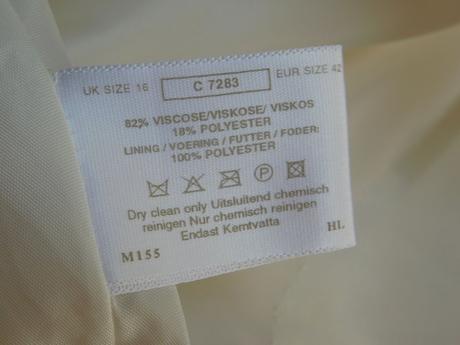 UK SIZE 16 C 7283 EUR SIZE 42
82% VISCOSE/VISKOSE/ VISKOS
18% POLYESTER
LINING / VOERING / FUTTER / FODER:
100% POLYESTER
P
Dry clean only Uitsluitend chemisch
reinigen Nur chemisch reinigen
Endast Kemtvatta
M155 HL